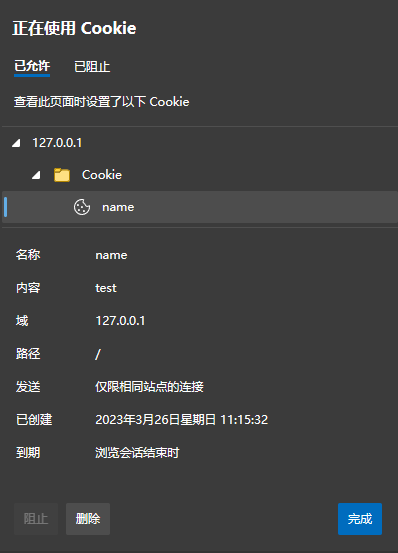 正在使用 Cookie
已允许 已阻止
查看此页面时设置了以下 Cookie
127.0.0.1
Cookie
name
名称 name
内容 test
域 127.0.0.1
路径 /
发送 仅限相同站点的连接
已创建 2023年3月26日星期日 11:15:32
到期 浏览会话结束时
阻止 删除 完成